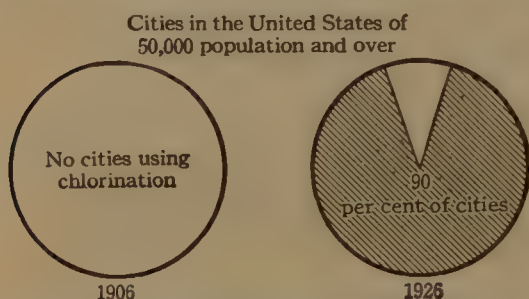 Cities in the United States of
50,000 population and over
No cities using
chlorination
90
per cent of cities
1906
1926